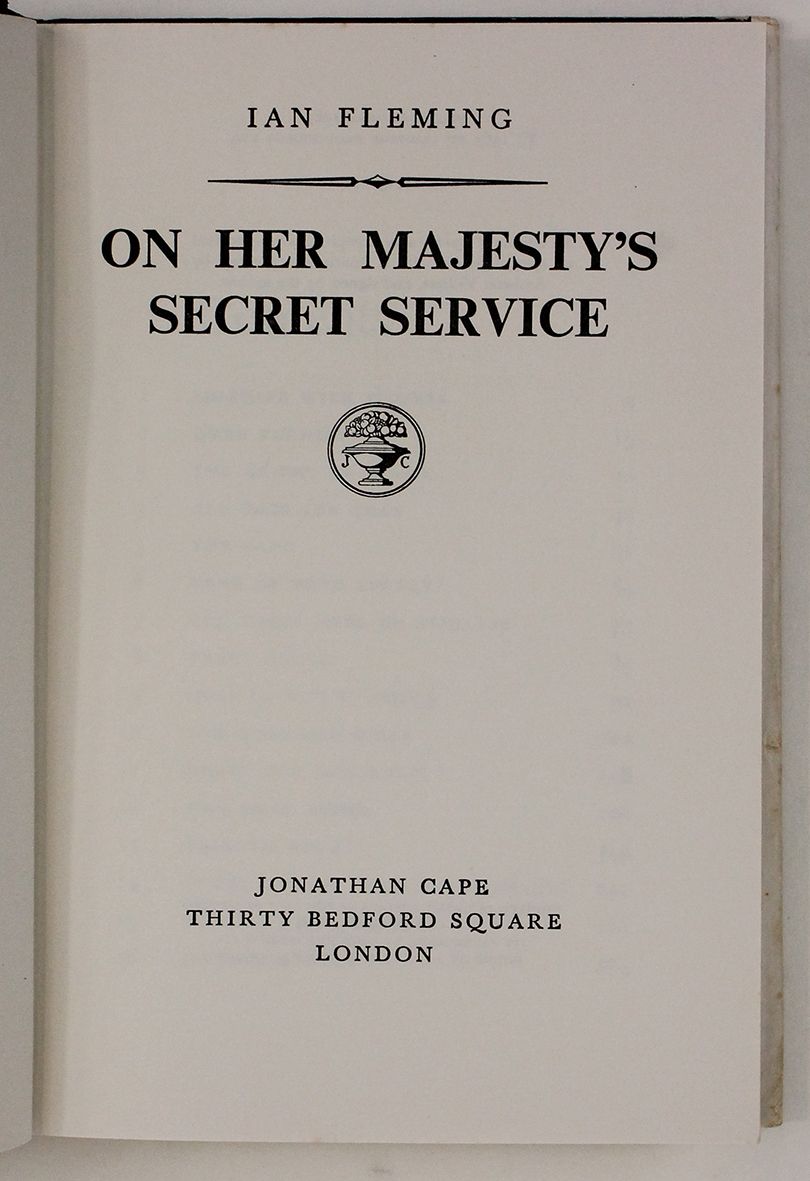 IAN FLEMING
ON HER MAJESTY'S
SECRET SERVICE
J C
JONATHAN CAPE
THIRTY BEDFORD SQUARE
LONDON